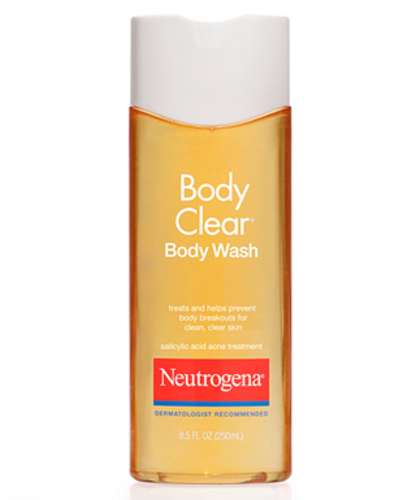 Body
Clear®
Body Wash
treats and helps prevent
body breakouts for
clean, clear skin
salicylic acid acne treatment
Neutrogena®
DERMATOLOGIST RECOMMENDED
8.5 FL OZ (250mL)